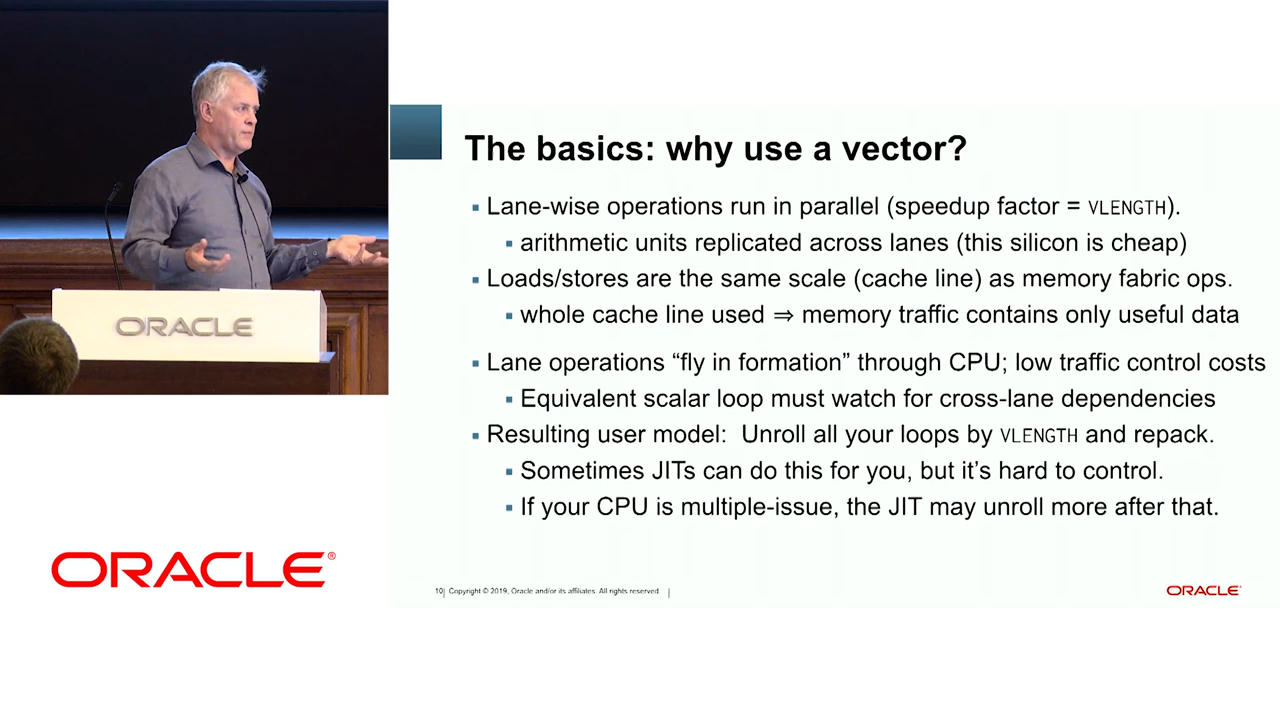 ORACLE
The basics: why use a vector?
▪ Lane-wise operations run in parallel (speedup factor = VLENGTH).
▪ arithmetic units replicated across lanes (this silicon is cheap)
▪ Loads/stores are the same scale (cache line) as memory fabric ops.
▪ whole cache line used ⇒ memory traffic contains only useful data
▪ Lane operations “fly in formation” through CPU; low traffic control costs
▪ Equivalent scalar loop must watch for cross-lane dependencies
▪ Resulting user model: Unroll all your loops by VLENGTH and repack.
▪ Sometimes JITs can do this for you, but it’s hard to control.
▪ If your CPU is multiple-issue, the JIT may unroll more after that.
ORACLE®
10| Copyright © 2019, Oracle and/or its affiliates. All rights reserved. |
ORACLE®